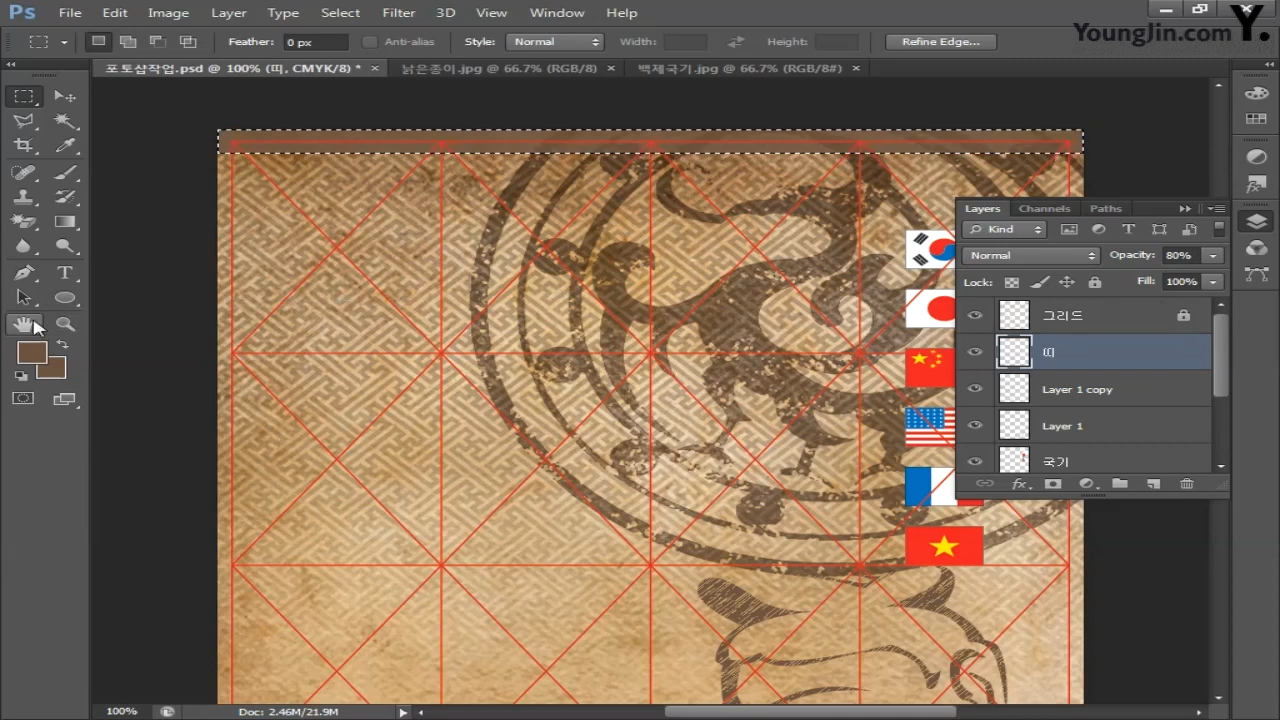 Ps File Edit Image Layer Type Select Filter 3D View Window Help
Feather: 0 px Anti-alias Style: Normal Width: Height: Refine Edge...
YoungJin.com Y.
포토샵작업.psd @ 100% (띠, CMYK/8) * × 낡은종이.jpg @ 66.7% (RGB/8) × 백제국기.jpg @ 66.7% (RGB/8#) ×
Layers Channels Paths
Kind
Normal Opacity: 80%
Lock: Fill: 100%
그리드
띠
Layer 1 copy
Layer 1
국기
fx
100% Doc: 2.46M/21.9M